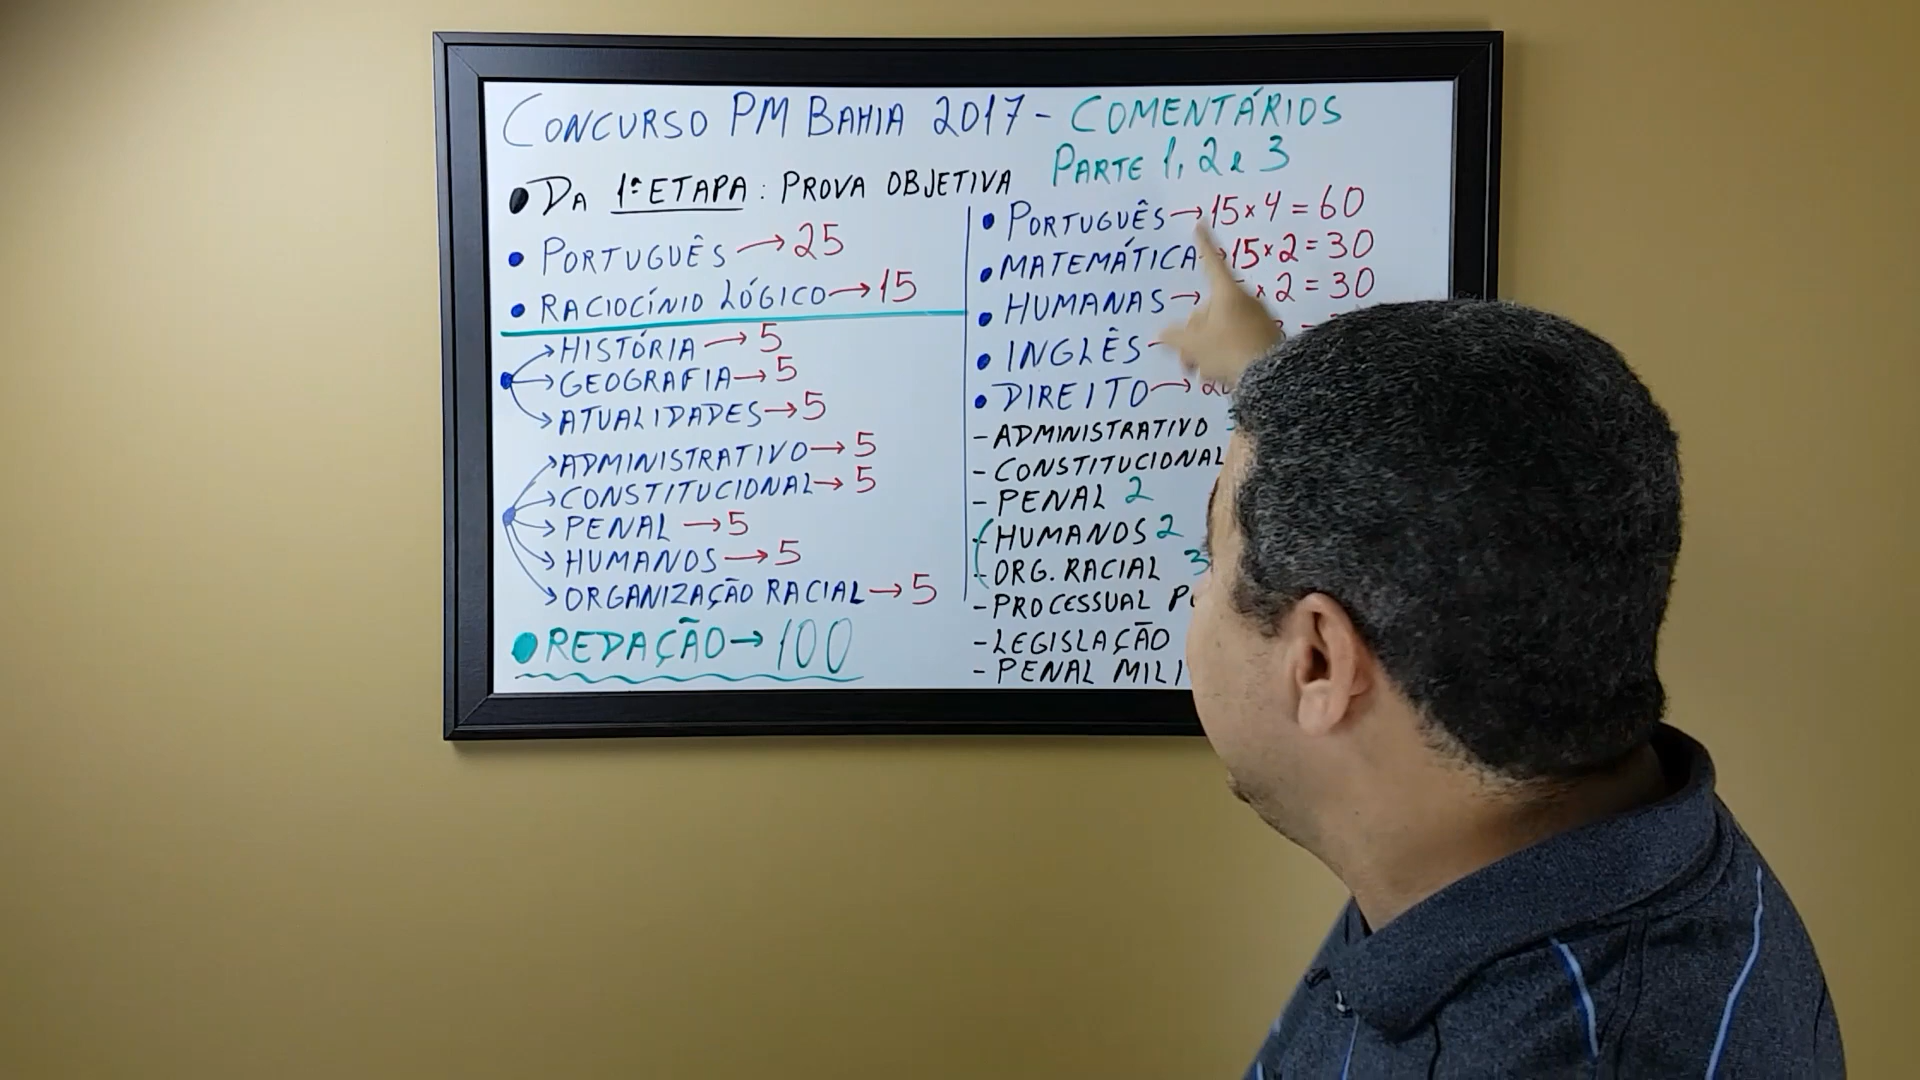 CONCURSO PM BAHIA 2017 - COMENTÁRIOS
PARTE 1, 2 e 3
• DA 1ª ETAPA: PROVA OBJETIVA
• PORTUGUÊS → 25
• RACIOCÍNIO LÓGICO → 15
HISTÓRIA → 5
GEOGRAFIA → 5
ATUALIDADES → 5
ADMINISTRATIVO → 5
CONSTITUCIONAL → 5
PENAL → 5
HUMANOS → 5
ORGANIZAÇÃO RACIAL → 5
• REDAÇÃO → 100
• PORTUGUÊS → 15 × 4 = 60
• MATEMÁTICA → 15 × 2 = 30
• HUMANAS → × 2 = 30
• INGLÊS
• DIREITO →
- ADMINISTRATIVO
- CONSTITUCIONAL
- PENAL 2
- HUMANOS 2
- ORG. RACIAL 3
- PROCESSUAL
- LEGISLAÇÃO
- PENAL MILI